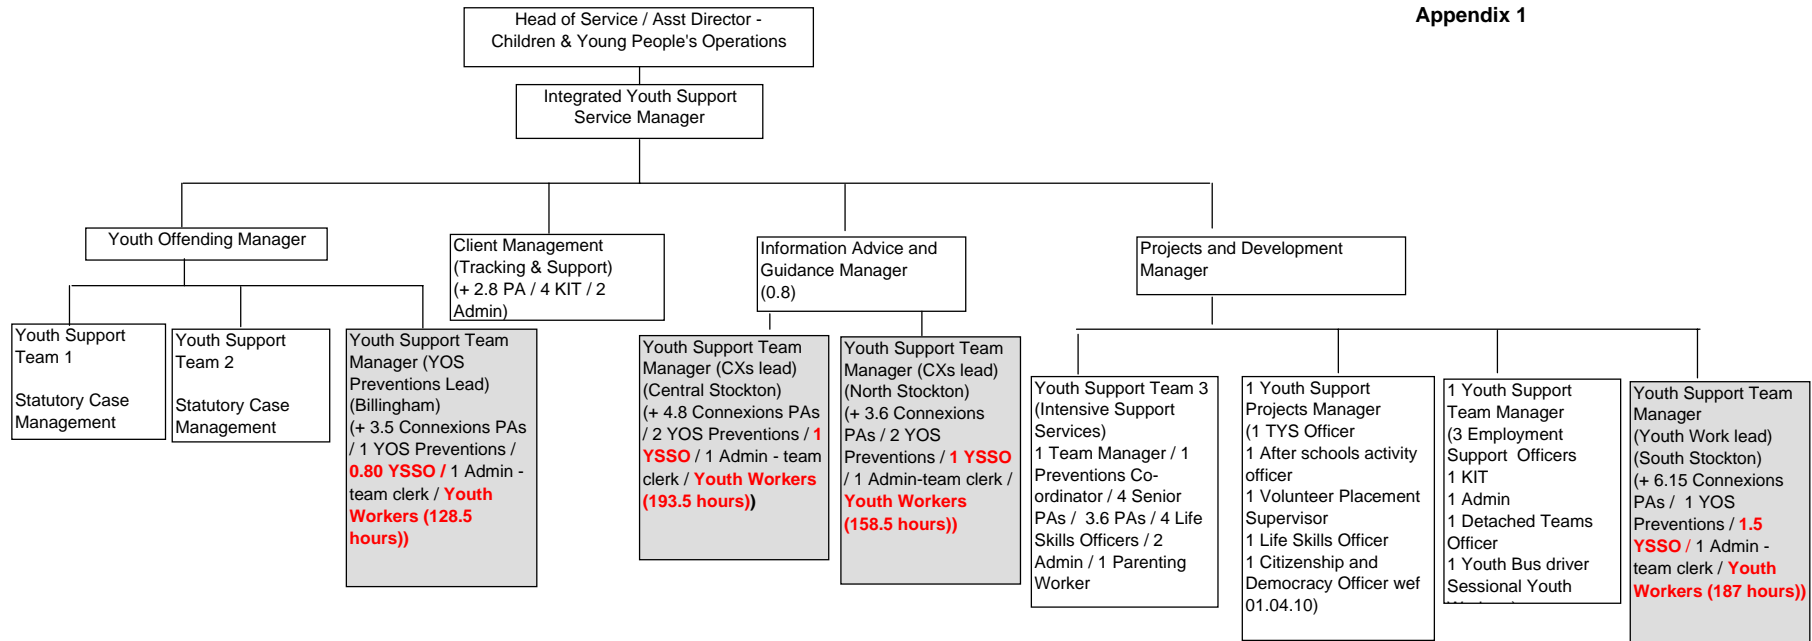 Appendix 1
Head of Service / Asst Director -
Children & Young People's Operations
Integrated Youth Support
Service Manager
Youth Offending Manager
Client Management
(Tracking & Support)
(+ 2.8 PA / 4 KIT / 2
Admin)
Information Advice and
Guidance Manager
(0.8)
Projects and Development
Manager
Youth Support
Team 1
Statutory Case
Management
Youth Support
Team 2
Statutory Case
Management
Youth Support Team
Manager (YOS
Preventions Lead)
(Billingham)
(+ 3.5 Connexions PAs
/ 1 YOS Preventions /
0.80 YSSO / 1 Admin -
team clerk / Youth
Workers (128.5
hours))
Youth Support Team
Manager (CXs lead)
(Central Stockton)
(+ 4.8 Connexions PAs
/ 2 YOS Preventions / 1
YSSO / 1 Admin - team
clerk / Youth Workers
(193.5 hours))
Youth Support Team
Manager (CXs lead)
(North Stockton)
(+ 3.6 Connexions
PAs / 2 YOS
Preventions / 1 YSSO
/ 1 Admin-team clerk /
Youth Workers
(158.5 hours))
Youth Support Team 3
(Intensive Support
Services)
1 Team Manager / 1
Preventions Co-
ordinator / 4 Senior
PAs / 3.6 PAs / 4 Life
Skills Officers / 2
Admin / 1 Parenting
Worker
1 Youth Support
Projects Manager
(1 TYS Officer
1 After schools activity
officer
1 Volunteer Placement
Supervisor
1 Life Skills Officer
1 Citizenship and
Democracy Officer wef
01.04.10)
1 Youth Support
Team Manager
(3 Employment
Support Officers
1 KIT
1 Admin
1 Detached Teams
Officer
1 Youth Bus driver
Sessional Youth
Youth Support Team
Manager
(Youth Work lead)
(South Stockton)
(+ 6.15 Connexions
PAs / 1 YOS
Preventions / 1.5
YSSO / 1 Admin -
team clerk / Youth
Workers (187 hours))